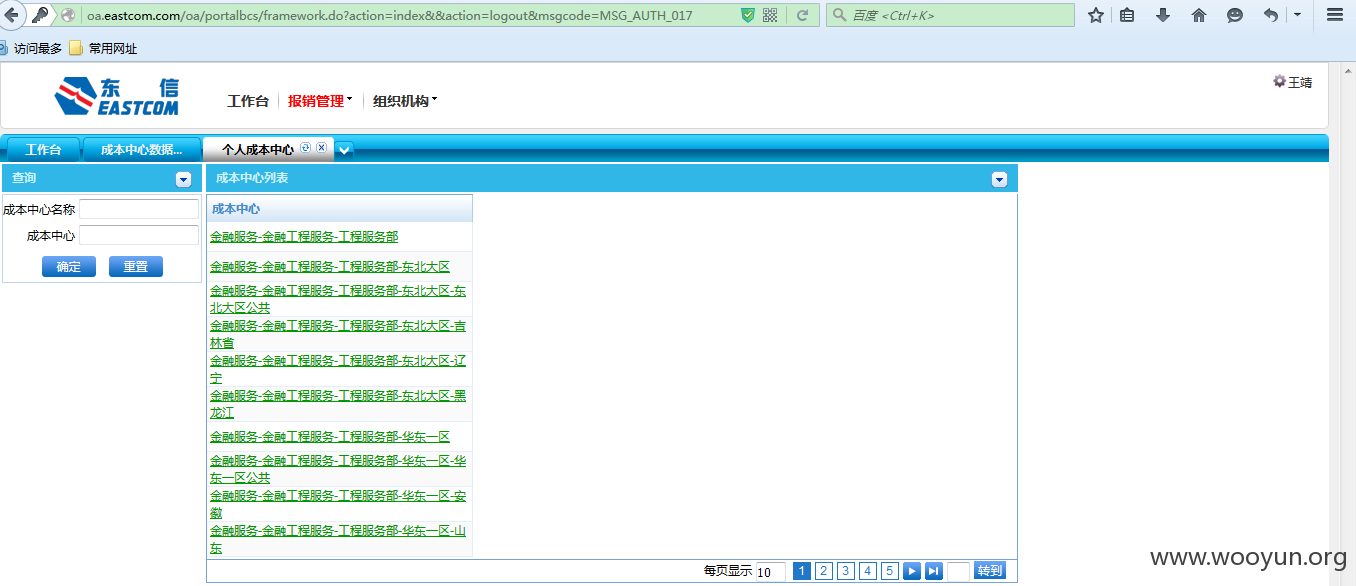 oa.eastcom.com/oa/portalbcs/framework.do?action=index&t&action=logout&msgcode=MSG_AUTH_017
百度 <Ctrl+K>
访问最多 常用网址
东信
EASTCOM
工作台 报销管理 组织机构
王靖
工作台 成本中心数据... 个人成本中心
查询
成本中心列表
成本中心名称
成本中心
确定 重置
成本中心
金融服务-金融工程服务-工程服务部
金融服务-金融工程服务-工程服务部-东北大区
金融服务-金融工程服务-工程服务部-东北大区-东
北大区公共
金融服务-金融工程服务-工程服务部-东北大区-吉
林省
金融服务-金融工程服务-工程服务部-东北大区-辽
宁
金融服务-金融工程服务-工程服务部-东北大区-黑
龙江
金融服务-金融工程服务-工程服务部-华东一区
金融服务-金融工程服务-工程服务部-华东一区-华
东一区公共
金融服务-金融工程服务-工程服务部-华东一区-安
徽
金融服务-金融工程服务-工程服务部-华东一区-山
东
每页显示 10 1 2 3 4 5 转到
www.wooyun.org